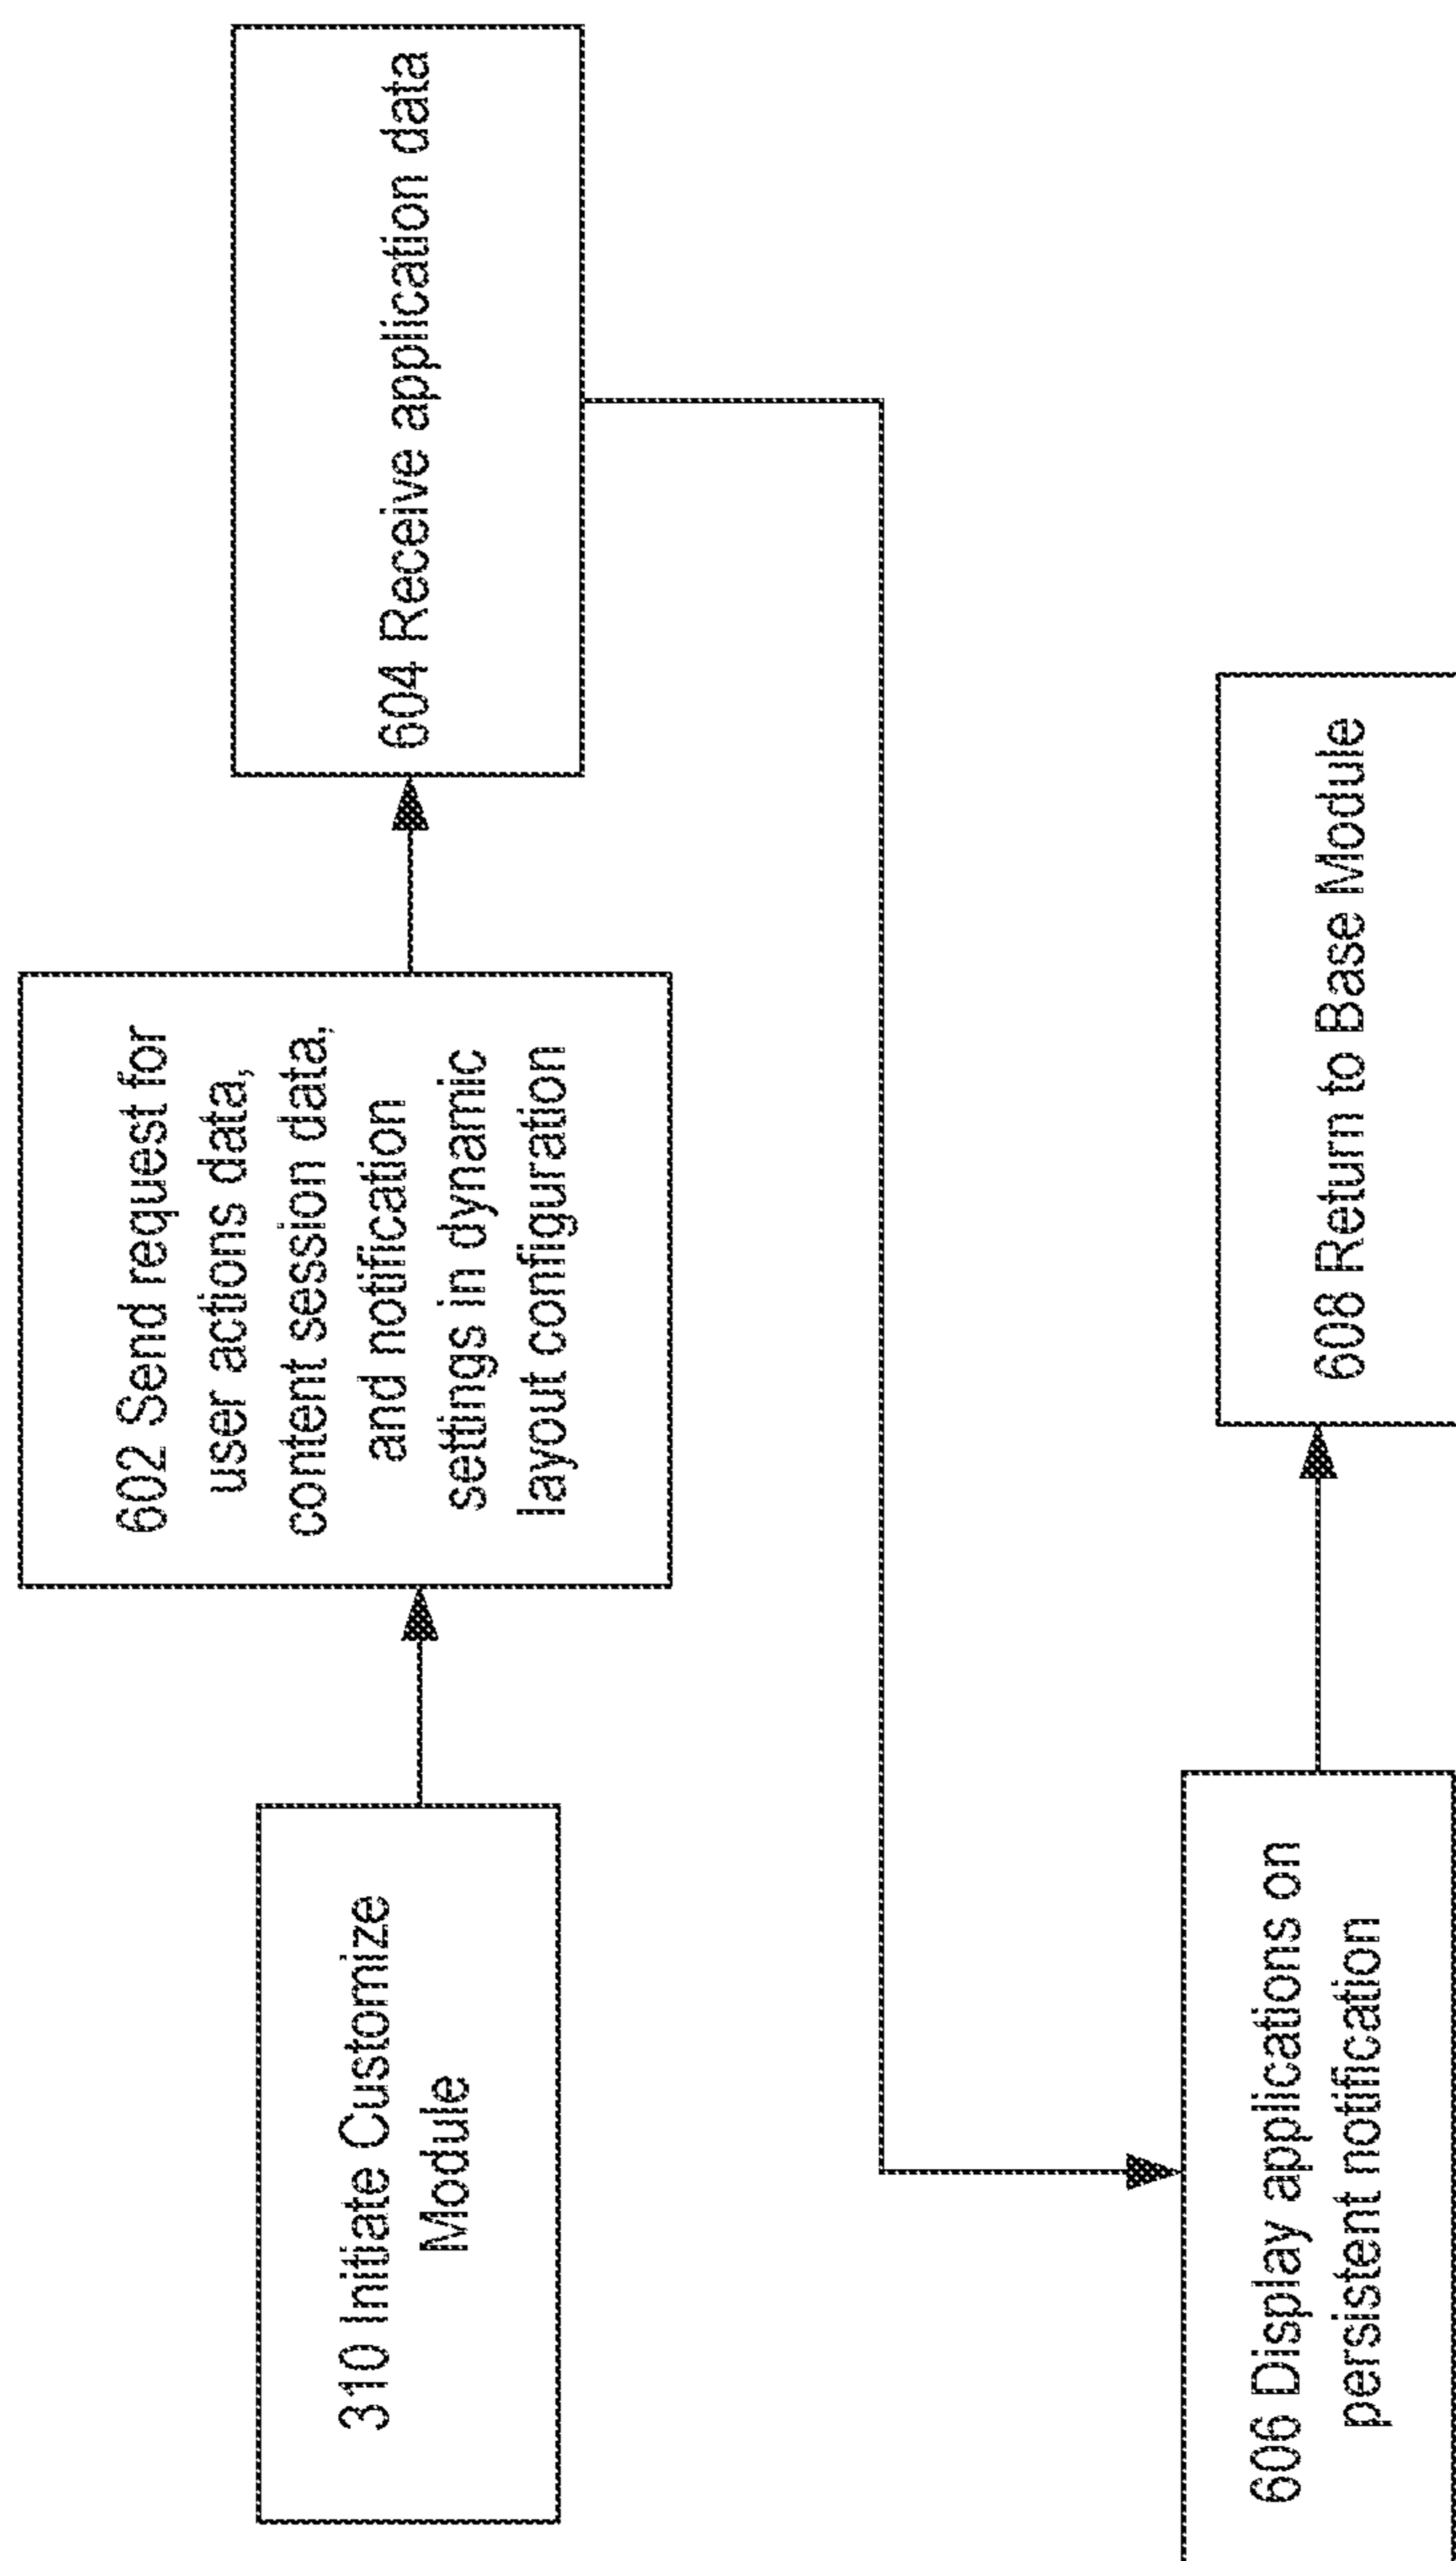 310 Initiate Customize
Module
602 Send request for
user actions data,
content session data,
and notification
settings in dynamic
layout configuration
604 Receive application data
606 Display applications on
persistent notification
608 Return to Base Module